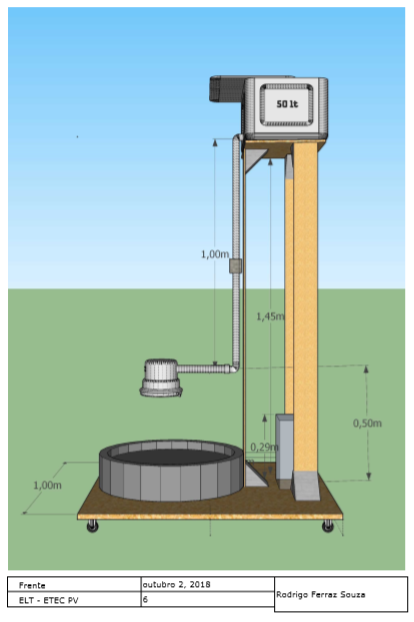 50 lt
1,00m
1,45m
0,50m
0,29m
1,00m
Frente
outubro 2, 2018
Rodrigo Ferraz Souza
ELT - ETEC PV
6